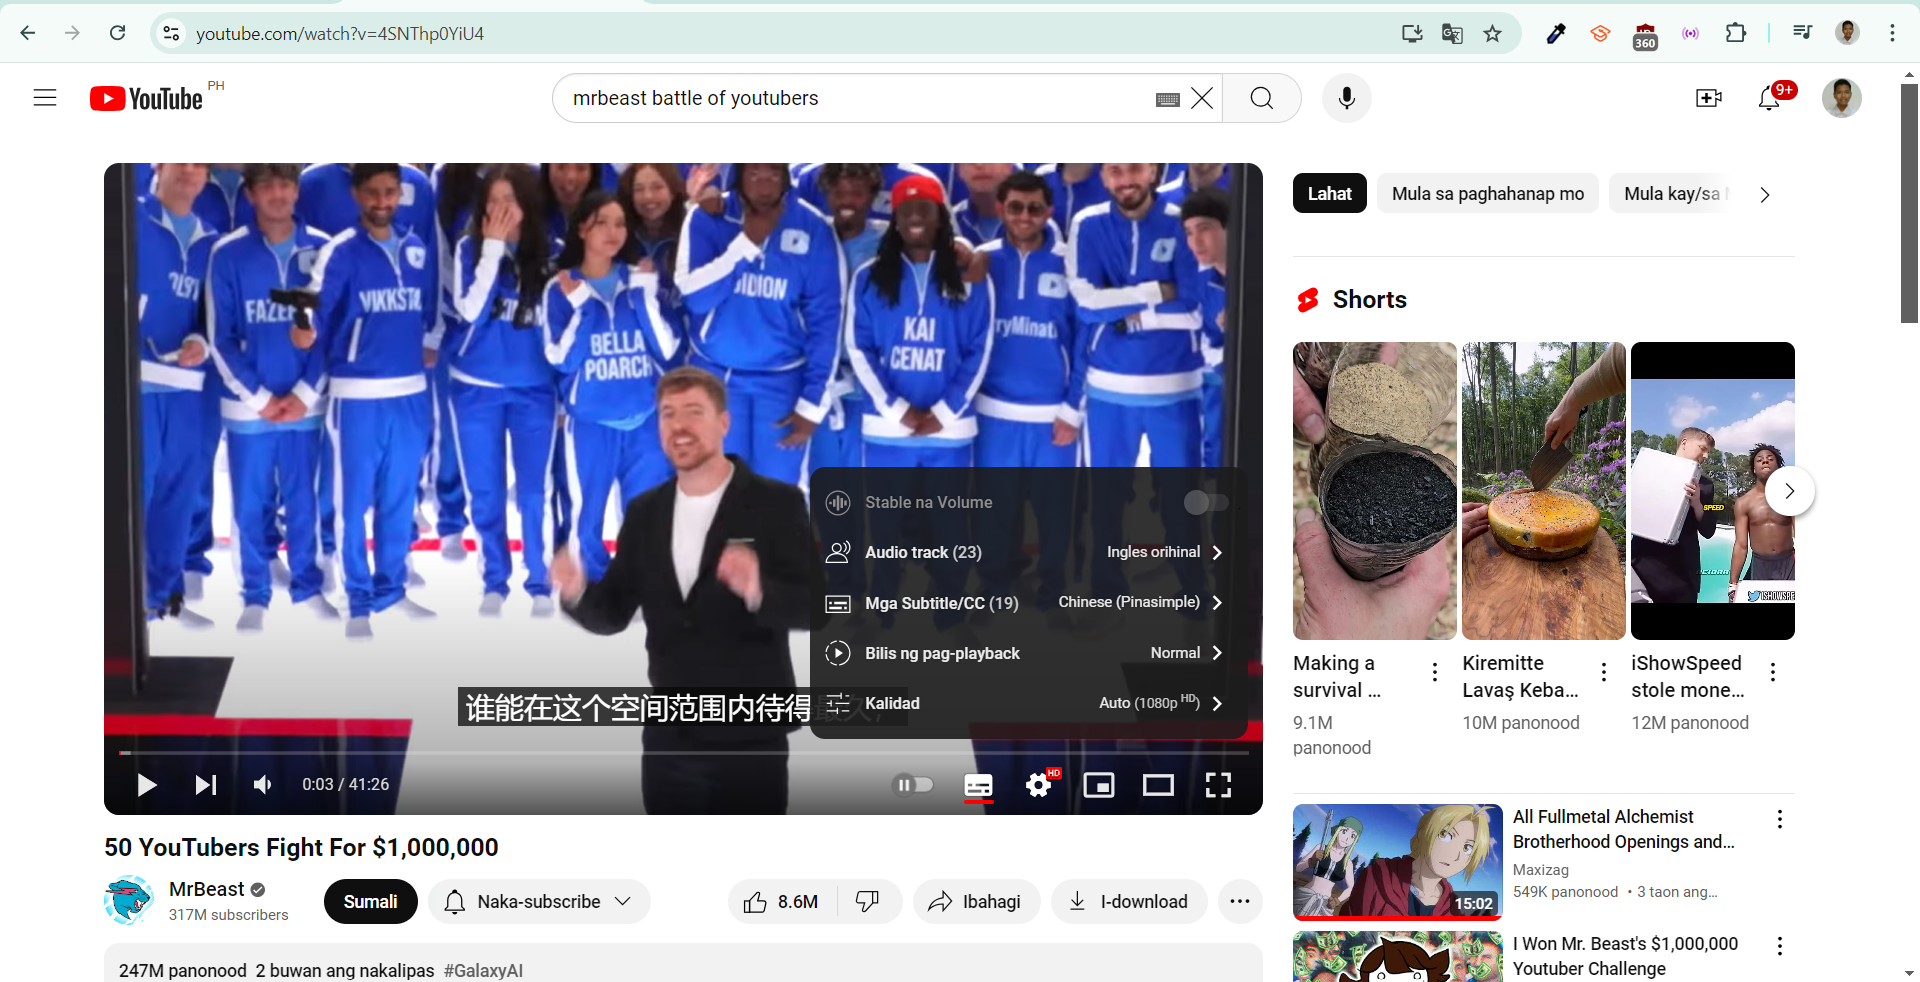 youtube.com/watch?v=4SNThp0YiU4
360
YouTube PH
mrbeast battle of youtubers
9+
FAZE
VIKKSTA
BELLA
POARCH
KAI
CENAT
ryMinati
Stable na Volume
Audio track (23) Ingles orihinal
Mga Subtitle/CC (19) Chinese (Pinasimple)
Bilis ng pag-playback Normal
Kalidad Auto (1080p HD)
谁能在这个空间范围内待得最久，
0:03 / 41:26
HD
50 YouTubers Fight For $1,000,000
MrBeast
317M subscribers
Sumali
Naka-subscribe
8.6M
Ibahagi
I-download
247M panonood 2 buwan ang nakalipas #GalaxyAI
Lahat
Mula sa paghahanap mo
Mula kay/sa
Shorts
SPEED
Making a
survival ...
9.1M
panonood
Kiremitte
Lavaş Keba...
10M panonood
iShowSpeed
stole mone...
12M panonood
15:02
All Fullmetal Alchemist
Brotherhood Openings and...
Maxizag
549K panonood • 3 taon ang...
I Won Mr. Beast's $1,000,000
Youtuber Challenge